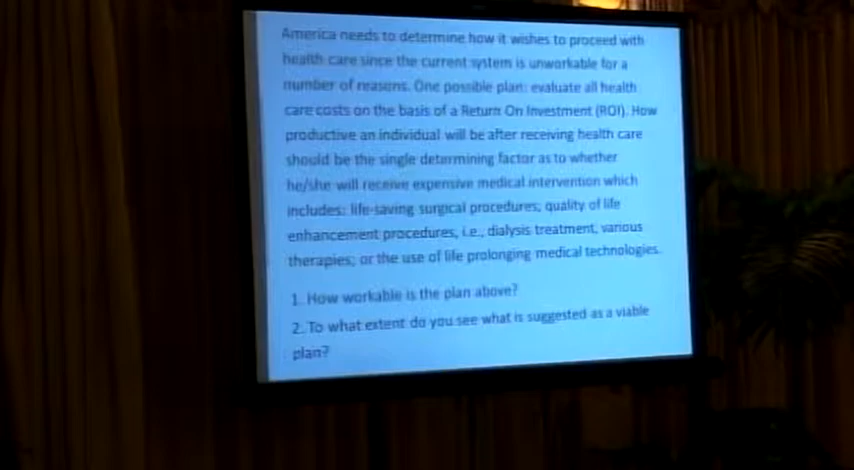 America needs to determine how it wishes to proceed with
health care since the current system is unworkable for a
number of reasons. One possible plan: evaluate all health
care costs on the basis of a Return On Investment (ROI). How
productive an individual will be after receiving health care
should be the single determining factor as to whether
he/she will receive expensive medical intervention which
includes: life-saving surgical procedures; quality of life
enhancement procedures, i.e., dialysis treatment, various
therapies; or the use of life prolonging medical technologies.
1. How workable is the plan above?
2. To what extent do you see what is suggested as a viable
plan?